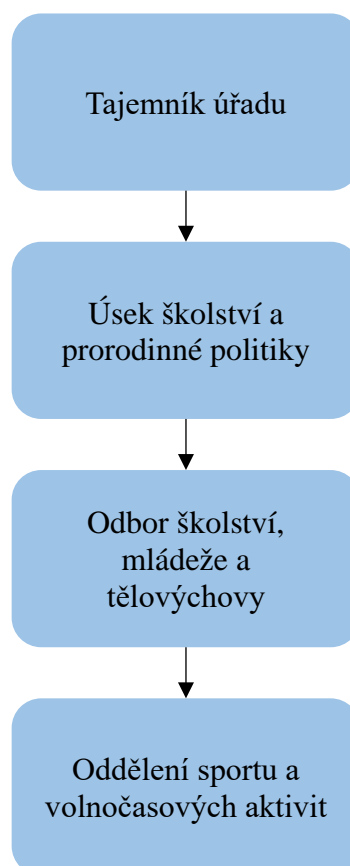 Tajemník úřadu
Úsek školství a
prorodinné politiky
Odbor školství,
mládeže a
tělovýchovy
Oddělení sportu a
volnočasových aktivit